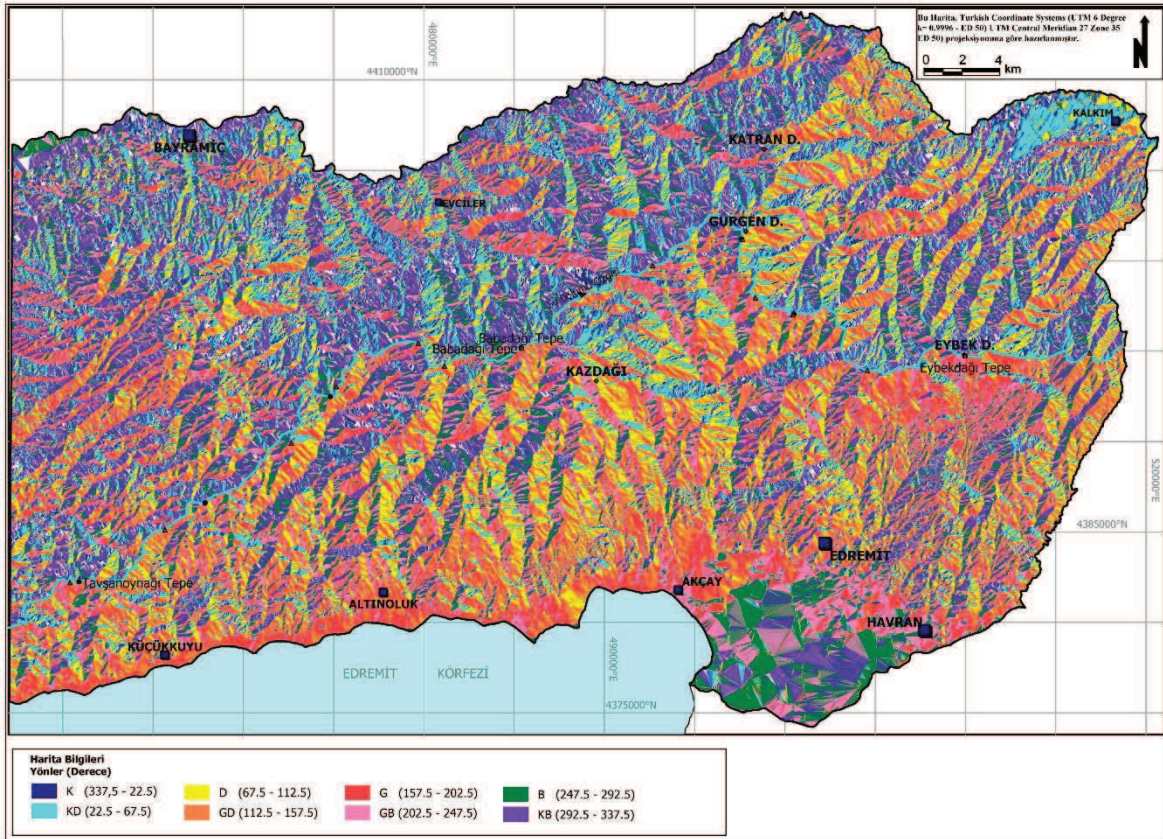 Bu Harita, Turkish Coordinate Systems (UTM 6 Degree
k= 0.9996 - ED 50) UTM Central Meridian 27 Zone 35
ED 50) projeksiyonuna göre hazırlanmıştır.
N
0 2 4
km
480000°E
4410000°N
KALKIM
BAYRAMİÇ
KATRAN D.
EVCİLER
GÜRGEN D.
Babadağı Tepe
Babadağı Tepe
EYBEK D.
Eybekdağı Tepe
KAZDAĞI
520000°E
4385000°N
EDREMİT
Tavşanoynağı Tepe
AKÇAY
ALTINOLUK
HAVRAN
KÜÇÜKKUYU
EDREMİT KÖRFEZİ
490000°E
4375000°N
Harita Bilgileri
Yönler (Derece)
K (337,5 - 22.5) D (67.5 - 112.5) G (157.5 - 202.5) B (247.5 - 292.5)
KD (22.5 - 67.5) GD (112.5 - 157.5) GB (202.5 - 247.5) KB (292.5 - 337.5)